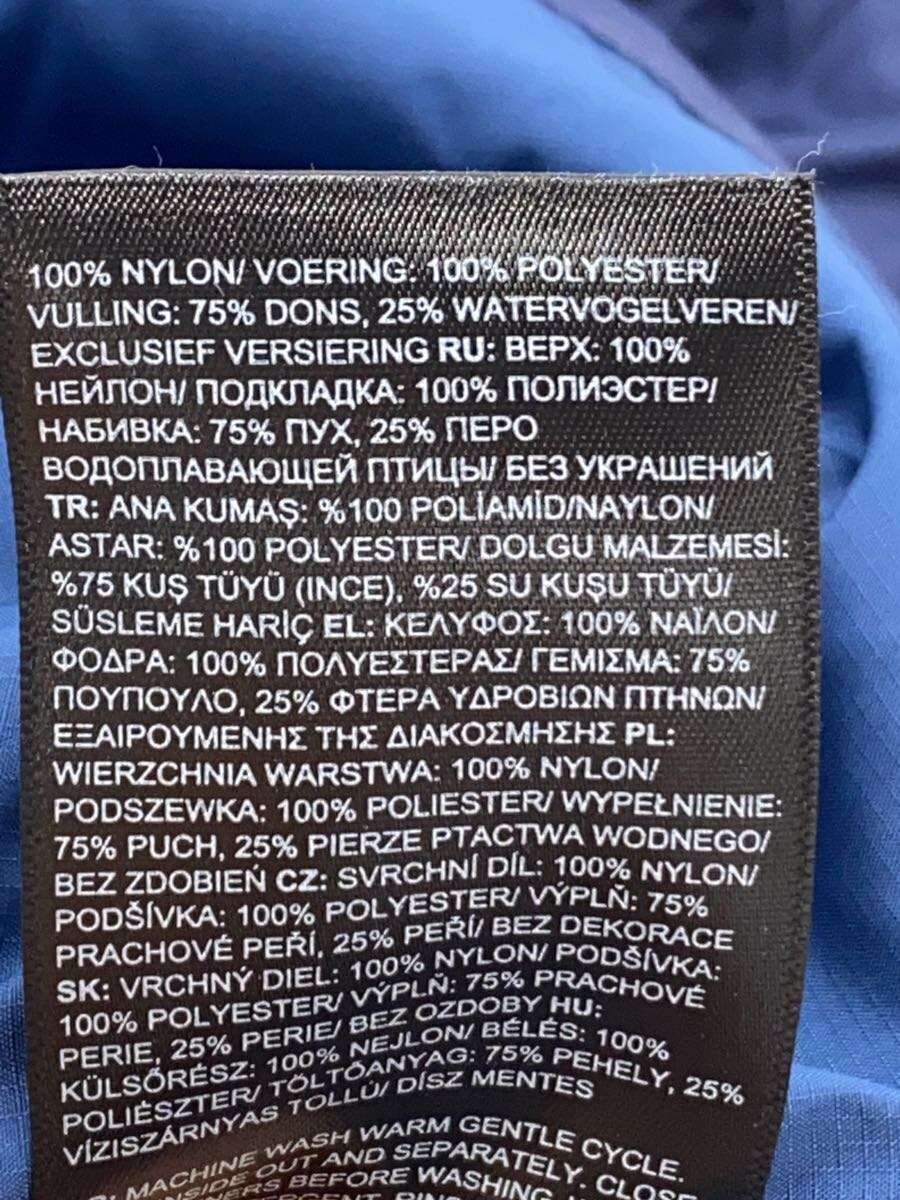 100% NYLON/ VOERING: 100% POLYESTER/
VULLING: 75% DONS, 25% WATERVOGELVEREN/
EXCLUSIEF VERSIERING RU: ВЕРХ: 100%
НЕЙЛОН/ ПОДКЛАДКА: 100% ПОЛИЭСТЕР/
НАБИВКА: 75% ПУХ, 25% ПЕРО
ВОДОПЛАВАЮЩЕЙ ПТИЦЫ/ БЕЗ УКРАШЕНИЙ
TR: ANA KUMAŞ: %100 POLİAMİD/NAYLON/
ASTAR: %100 POLYESTER/ DOLGU MALZEMESİ:
%75 KUŞ TÜYÜ (INCE), %25 SU KUŞU TÜYÜ/
SÜSLEME HARİÇ EL: ΚΕΛΥΦΟΣ: 100% ΝΑΪΛΟΝ/
ΦΟΔΡΑ: 100% ΠΟΛΥΕΣΤΕΡΑΣ/ ΓΕΜΙΣΜΑ: 75%
ΠΟΥΠΟΥΛΟ, 25% ΦΤΕΡΑ ΥΔΡΟΒΙΩΝ ΠΤΗΝΩΝ/
ΕΞΑΙΡΟΥΜΕΝΗΣ ΤΗΣ ΔΙΑΚΟΣΜΗΣΗΣ PL:
WIERZCHNIA WARSTWA: 100% NYLON/
PODSZEWKA: 100% POLIESTER/ WYPEŁNIENIE:
75% PUCH, 25% PIERZE PTACTWA WODNEGO/
BEZ ZDOBIEŃ CZ: SVRCHNÍ DÍL: 100% NYLON/
PODŠÍVKA: 100% POLYESTER/ VÝPLŇ: 75%
PRACHOVÉ PEŘÍ, 25% PEŘÍ/ BEZ DEKORACE
SK: VRCHNÝ DIEL: 100% NYLON/ PODŠÍVKA:
100% POLYESTER/ VÝPLŇ: 75% PRACHOVÉ
PERIE, 25% PERIE/ BEZ OZDOBY HU:
KÜLSŐRÉSZ: 100% NEJLON/ BÉLÉS: 100%
POLIÉSZTER/ TÖLTŐANYAG: 75% PEHELY, 25%
VÍZISZÁRNYAS TOLLÚ/ DÍSZ MENTES
MACHINE WASH WARM GENTLE CYCLE.
INSIDE OUT AND SEPARATELY. CLOSE
BEFORE WASHING.